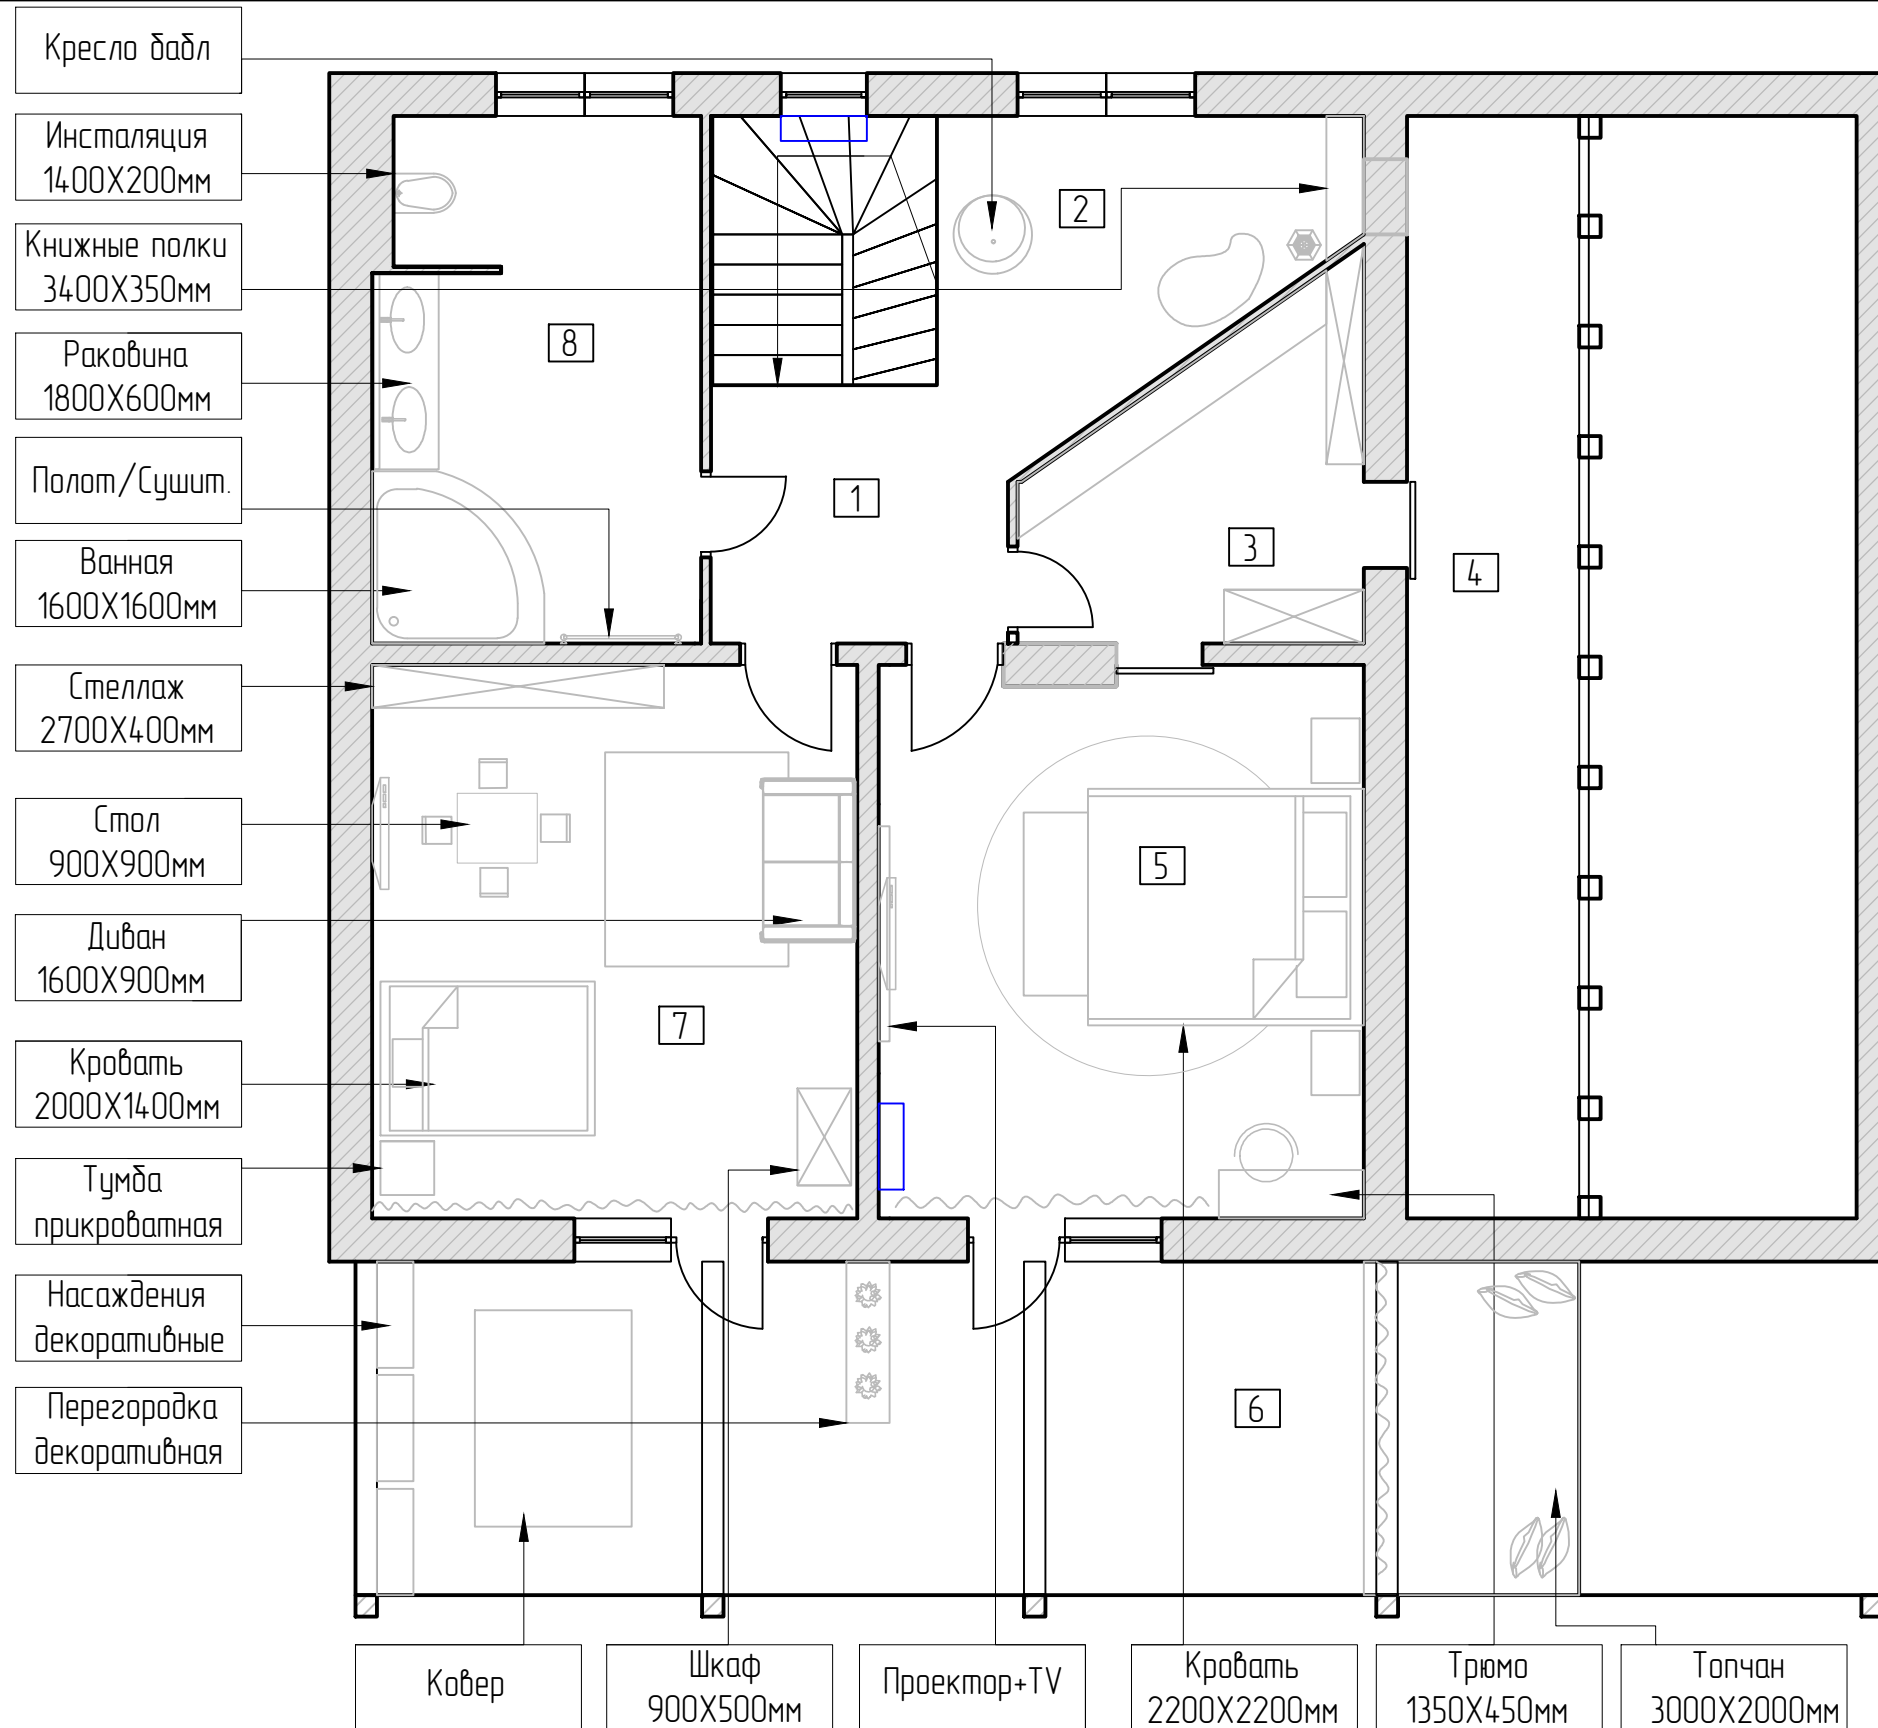 Кресло бабл
Инсталяция
1400Х200мм
Книжные полки
3400Х350мм
Раковина
1800Х600мм
Полот/Сушит.
Ванная
1600Х1600мм
Стеллаж
2700Х400мм
Стол
900Х900мм
Диван
1600Х900мм
Кровать
2000Х1400мм
Тумба
прикроватная
Насаждения
декоративные
Перегородка
декоративная
2
8
1
3
4
5
7
6
Ковер
Шкаф
900Х500мм
Проектор+TV
Кровать
2200Х2200мм
Трюмо
1350Х450мм
Топчан
3000Х2000мм